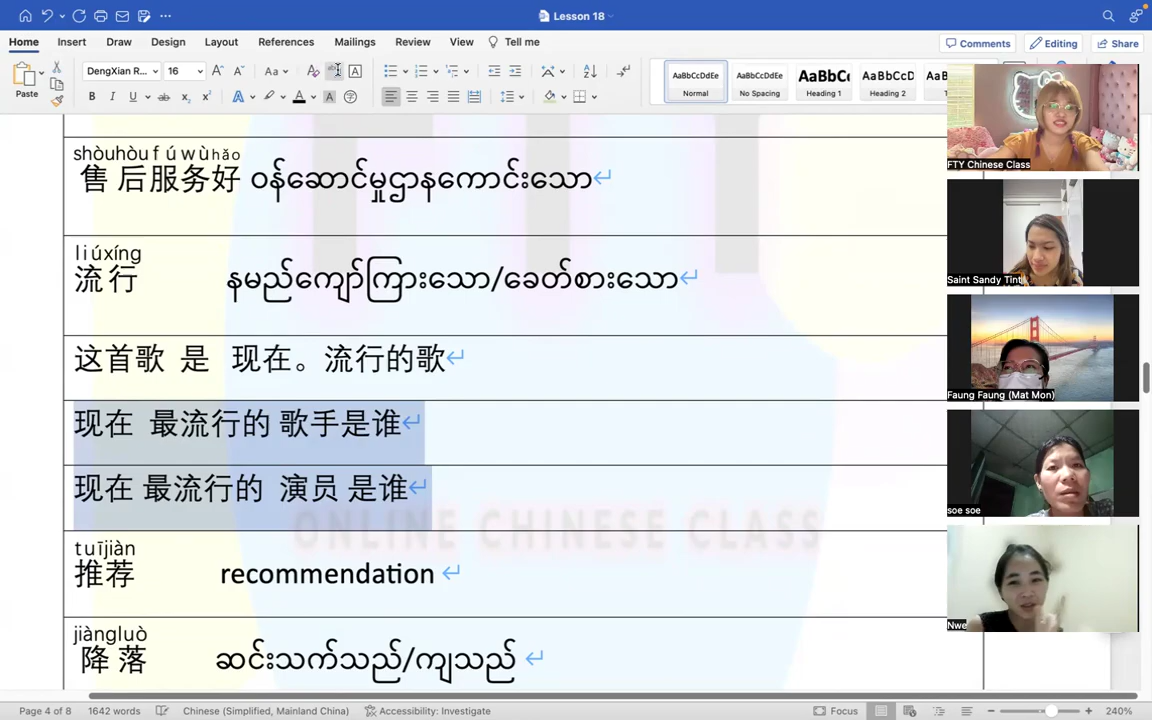 Lesson 18
Home Insert Draw Design Layout References Mailings Review View Tell me
Comments Editing Share
Paste
DengXian R... 16
Normal
No Spacing
Heading 1
Heading 2
shòuhòufúwùhǎo
售后服务好 ဝန်ဆောင်မှုဌာနကောင်းသော
liúxíng
流行 နမည်ကျော်ကြားသော/ခေတ်စားသော
这首歌 是 现在。流行的歌
现在 最流行的 歌手是谁
现在 最流行的 演员 是谁
ONLINE CHINESE CLASS
tuījiàn
推荐 recommendation
jiàngluò
降落 ဆင်းသက်သည်/ကျသည်
FTY Chinese Class
Saint Sandy Tint
Faung Faung (Mat Mon)
soe soe
Nwe
Page 4 of 8 1642 words Chinese (Simplified, Mainland China) Accessibility: Investigate
Focus
240%